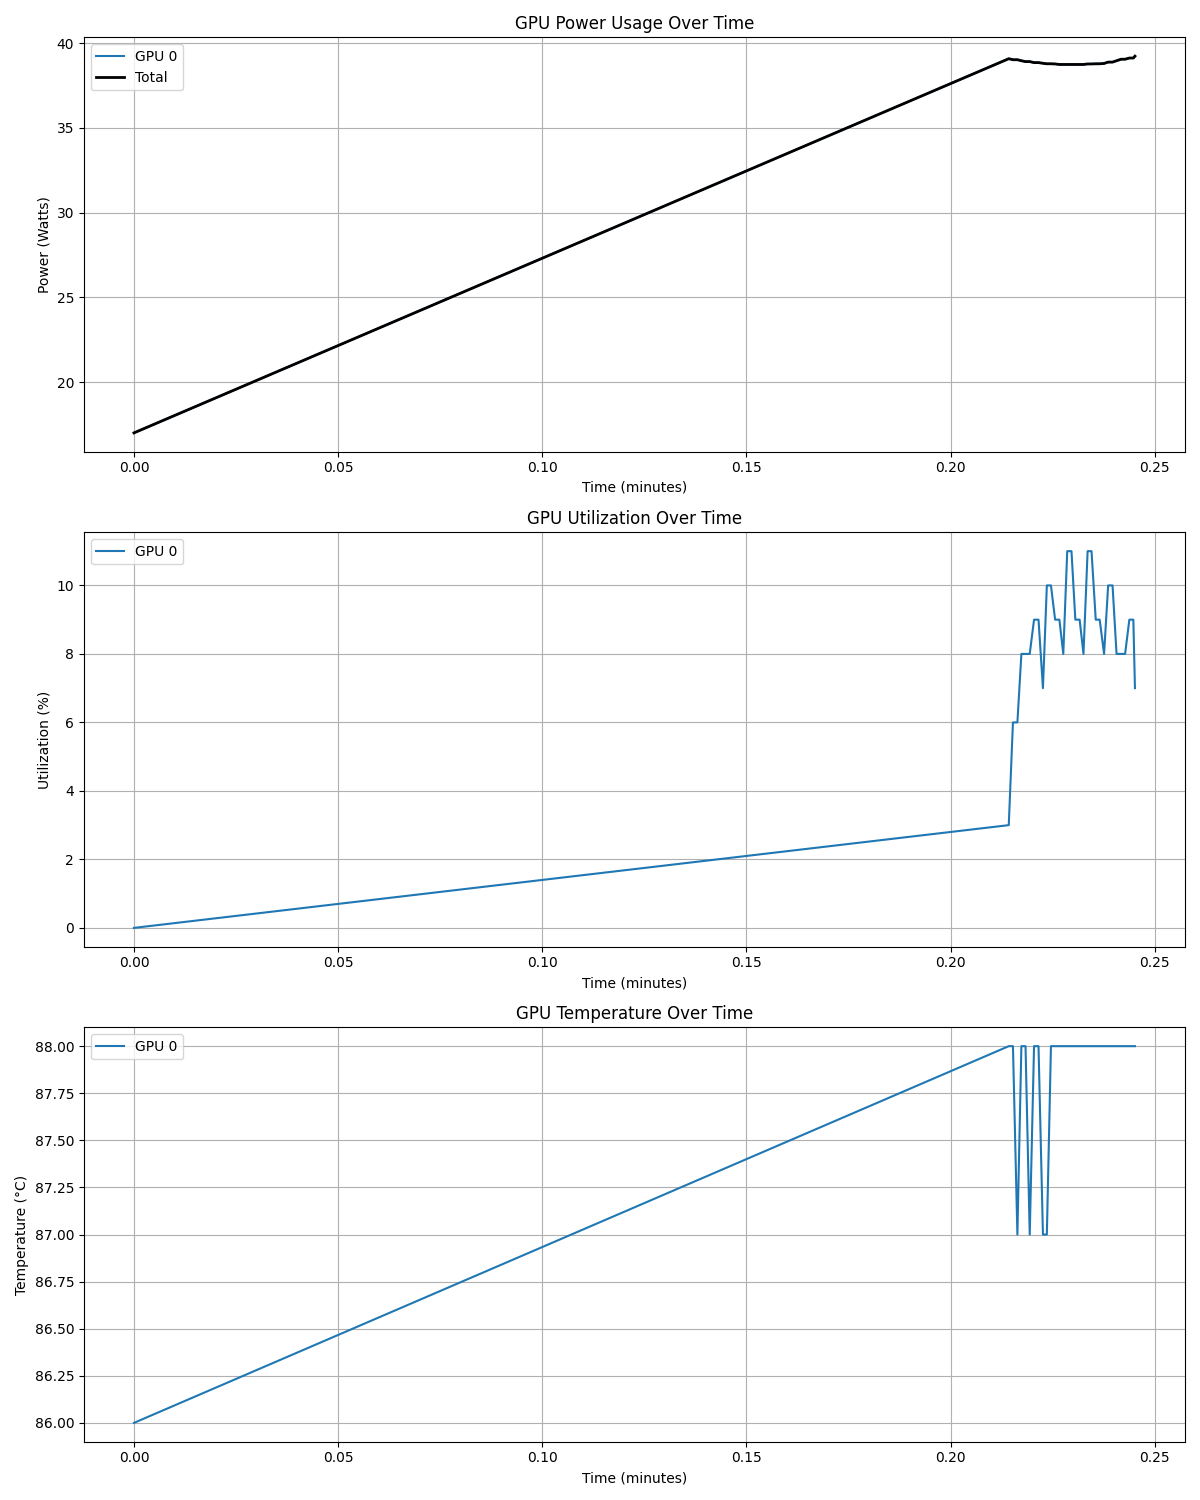 GPU Power Usage Over Time
GPU 0
Total
40
35
30
25
20
Power (Watts)
0.00 0.05 0.10 0.15 0.20 0.25
Time (minutes)
GPU Utilization Over Time
GPU 0
10
8
6
4
2
0
Utilization (%)
0.00 0.05 0.10 0.15 0.20 0.25
Time (minutes)
GPU Temperature Over Time
GPU 0
88.00
87.75
87.50
87.25
87.00
86.75
86.50
86.25
86.00
Temperature (°C)
0.00 0.05 0.10 0.15 0.20 0.25
Time (minutes)